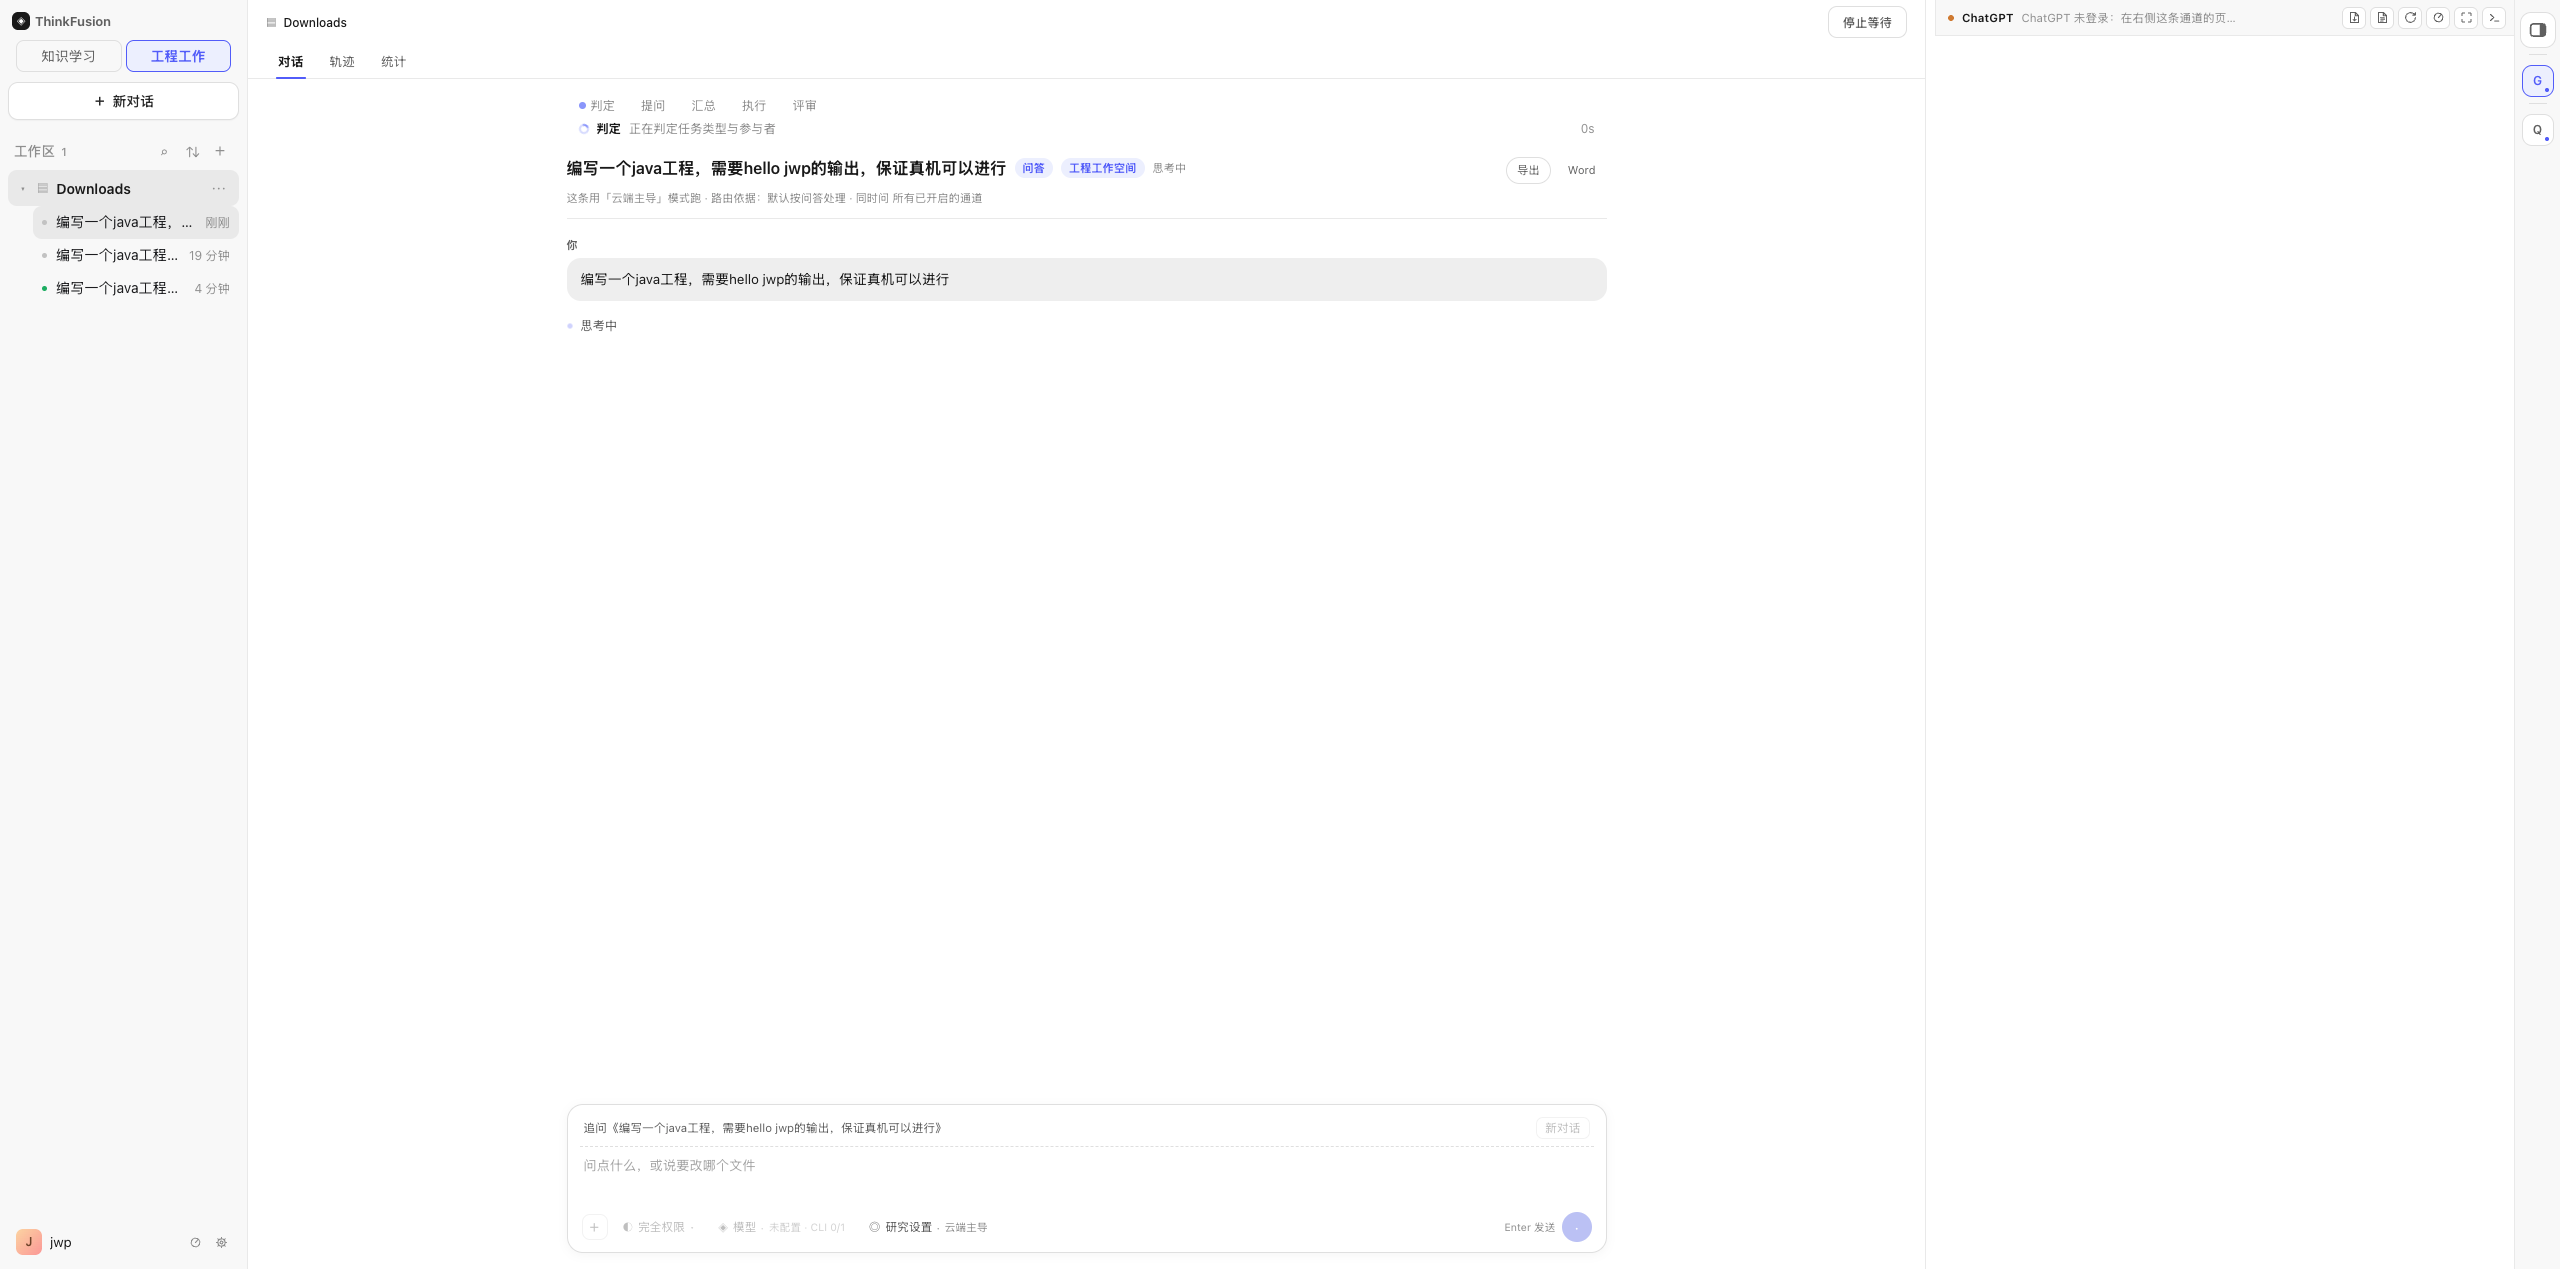 ThinkFusion
知识学习
工程工作
+ 新对话
工作区 1
Downloads
编写一个java工程，... 刚刚
编写一个java工程... 19 分钟
编写一个java工程... 4 分钟
J jwp
Downloads
停止等待
对话 轨迹 统计
判定 提问 汇总 执行 评审
判定 正在判定任务类型与参与者 0s
编写一个java工程，需要hello jwp的输出，保证真机可以进行 问答 工程工作空间 思考中 导出 Word
这条用「云端主导」模式跑 · 路由依据：默认按问答处理 · 同时问 所有已开启的通道
你
编写一个java工程，需要hello jwp的输出，保证真机可以进行
思考中
追问《编写一个java工程，需要hello jwp的输出，保证真机可以进行》 新对话
问点什么，或说要改哪个文件
完全权限 · 模型 · 未配置 · CLI 0/1 研究设置 · 云端主导 Enter 发送
ChatGPT ChatGPT 未登录：在右侧这条通道的页...
G
Q